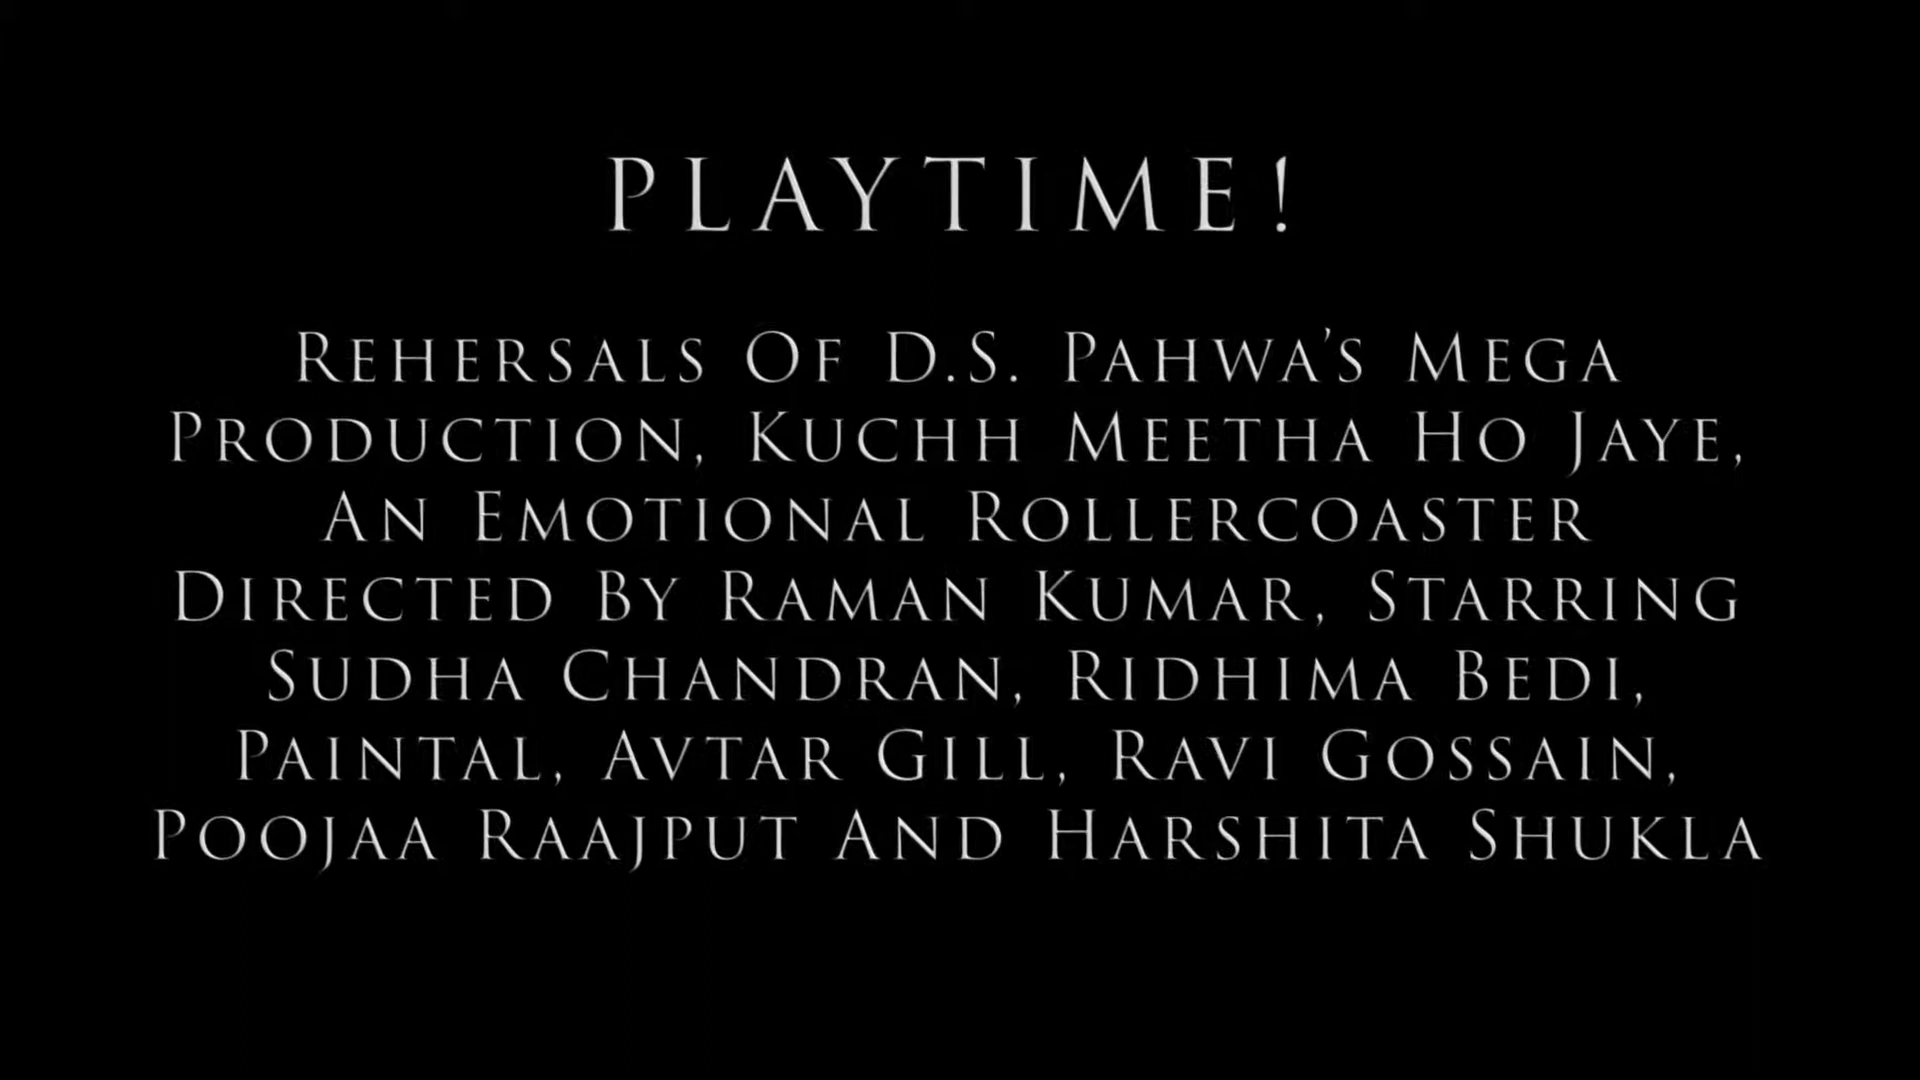 PLAYTIME!
REHERSALS OF D.S. PAHWA’S MEGA
PRODUCTION, KUCHH MEETHA HO JAYE,
AN EMOTIONAL ROLLERCOASTER
DIRECTED BY RAMAN KUMAR, STARRING
SUDHA CHANDRAN, RIDHIMA BEDI,
PAINTAL, AVTAR GILL, RAVI GOSSAIN,
POOJAA RAAJPUT AND HARSHITA SHUKLA